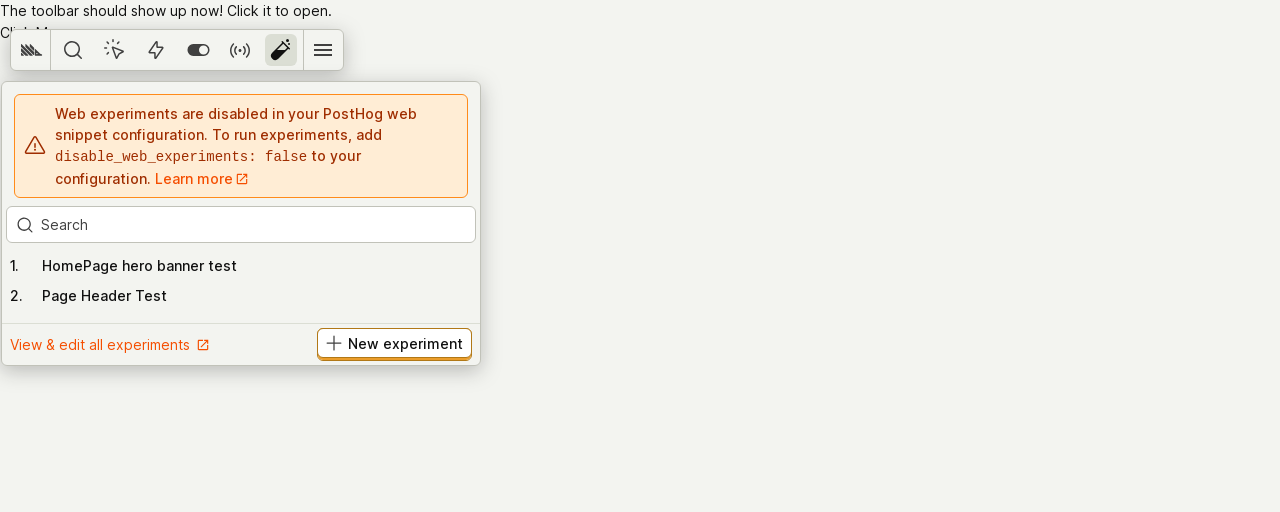 The toolbar should show up now! Click it to open.
Web experiments are disabled in your PostHog web
snippet configuration. To run experiments, add
disable_web_experiments: false to your
configuration. Learn more
Search
1. HomePage hero banner test
2. Page Header Test
View & edit all experiments
New experiment